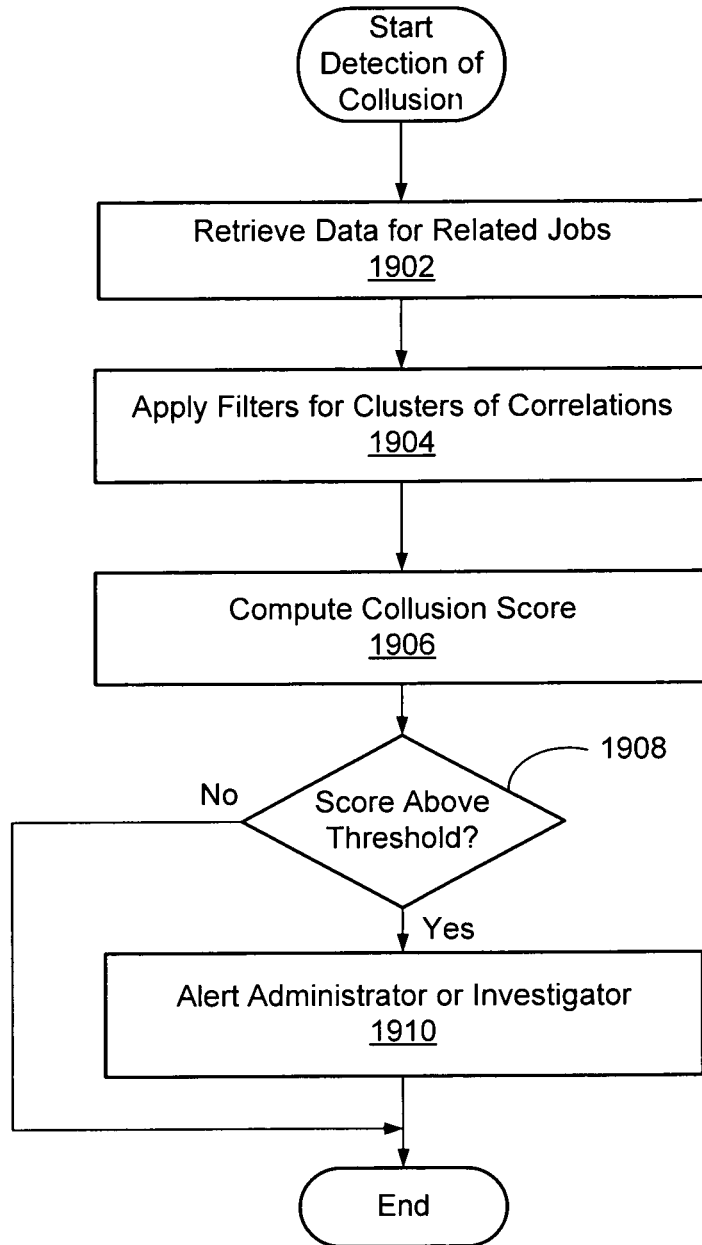 Start
Detection of
Collusion
Retrieve Data for Related Jobs
1902
Apply Filters for Clusters of Correlations
1904
Compute Collusion Score
1906
1908
No
Score Above
Threshold?
Yes
Alert Administrator or Investigator
1910
End